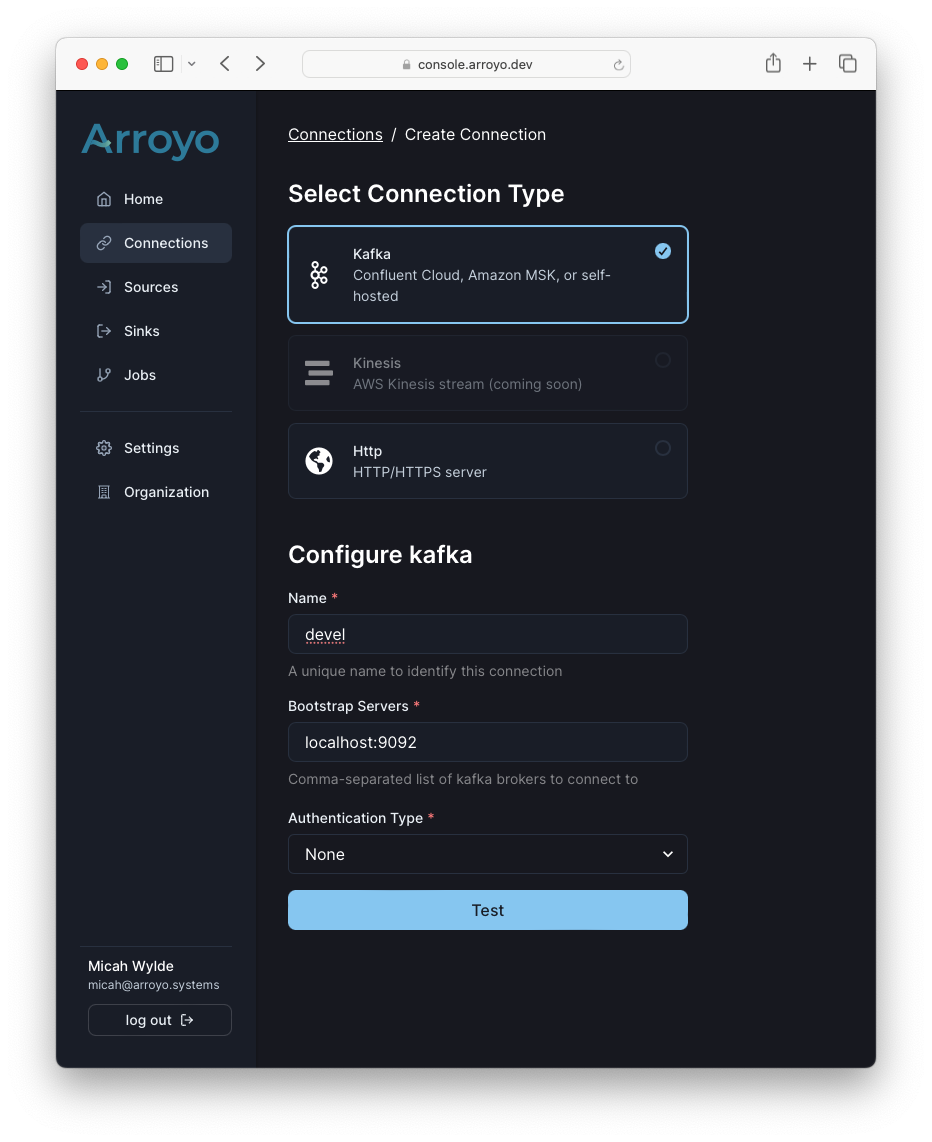 console.arroyo.dev
Arroyo
Home
Connections
Sources
Sinks
Jobs
Settings
Organization
Micah Wylde
micah@arroyo.systems
log out
Connections / Create Connection
Select Connection Type
Kafka
Confluent Cloud, Amazon MSK, or self-
hosted
Kinesis
AWS Kinesis stream (coming soon)
Http
HTTP/HTTPS server
Configure kafka
Name *
devel
A unique name to identify this connection
Bootstrap Servers *
localhost:9092
Comma-separated list of kafka brokers to connect to
Authentication Type *
None
Test